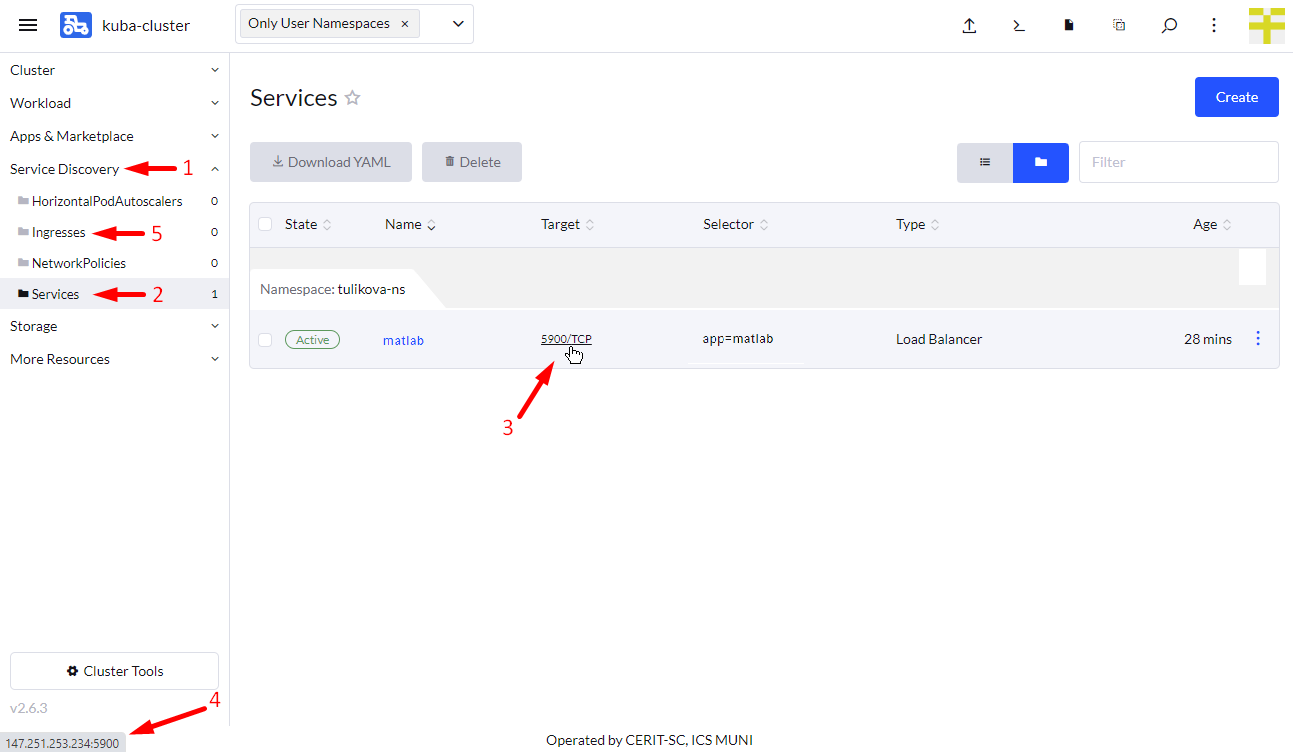 kuba-cluster
Only User Namespaces ×
Cluster
Workload
Apps & Marketplace
Service Discovery 1
HorizontalPodAutoscalers 0
Ingresses 5 0
NetworkPolicies 0
Services 2 1
Storage
More Resources
Cluster Tools
v2.6.3
4
147.251.253.234:5900
Services
Create
Download YAML Delete Filter
State Name Target Selector Type Age
Namespace: tulikova-ns
Active matlab 5900/TCP app=matlab Load Balancer 28 mins
3
Operated by CERIT-SC, ICS MUNI